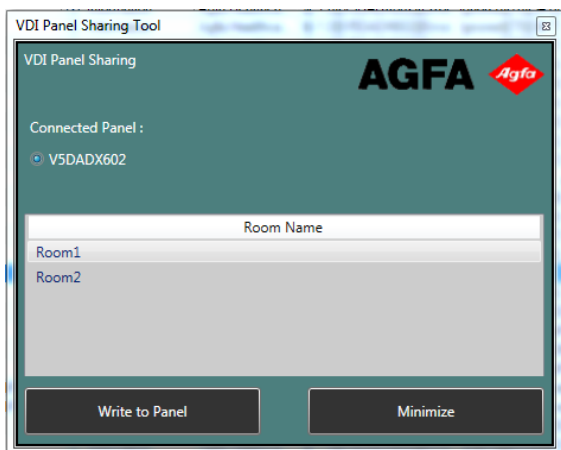 VDI Panel Sharing Tool
VDI Panel Sharing
AGFA Agfa
Connected Panel :
V5DADX602
Room Name
Room1
Room2
Write to Panel
Minimize